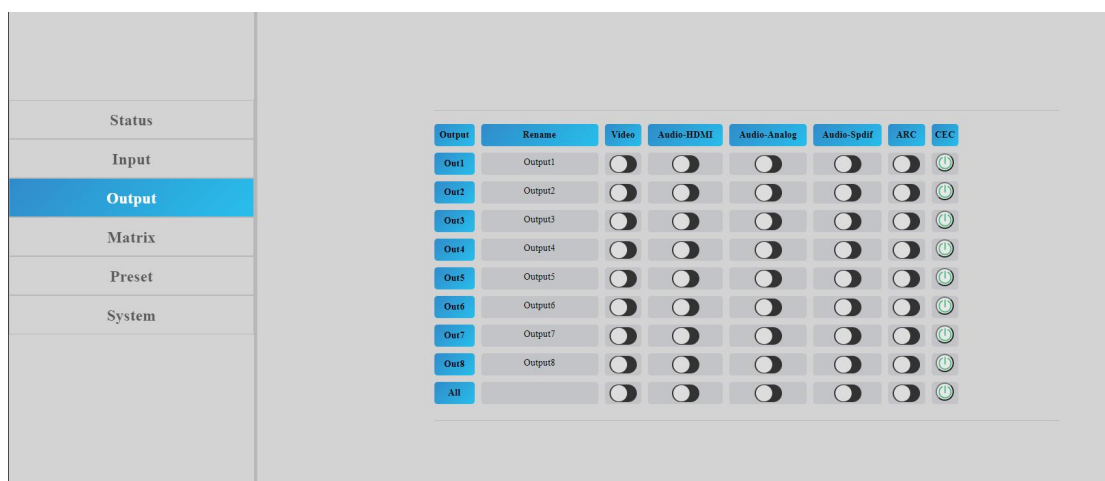 Status
Input
Output
Matrix
Preset
System
Output Rename Video Audio-HDMI Audio-Analog Audio-Spdif ARC CEC
Out1 Output1
Out2 Output2
Out3 Output3
Out4 Output4
Out5 Output5
Out6 Output6
Out7 Output7
Out8 Output8
All